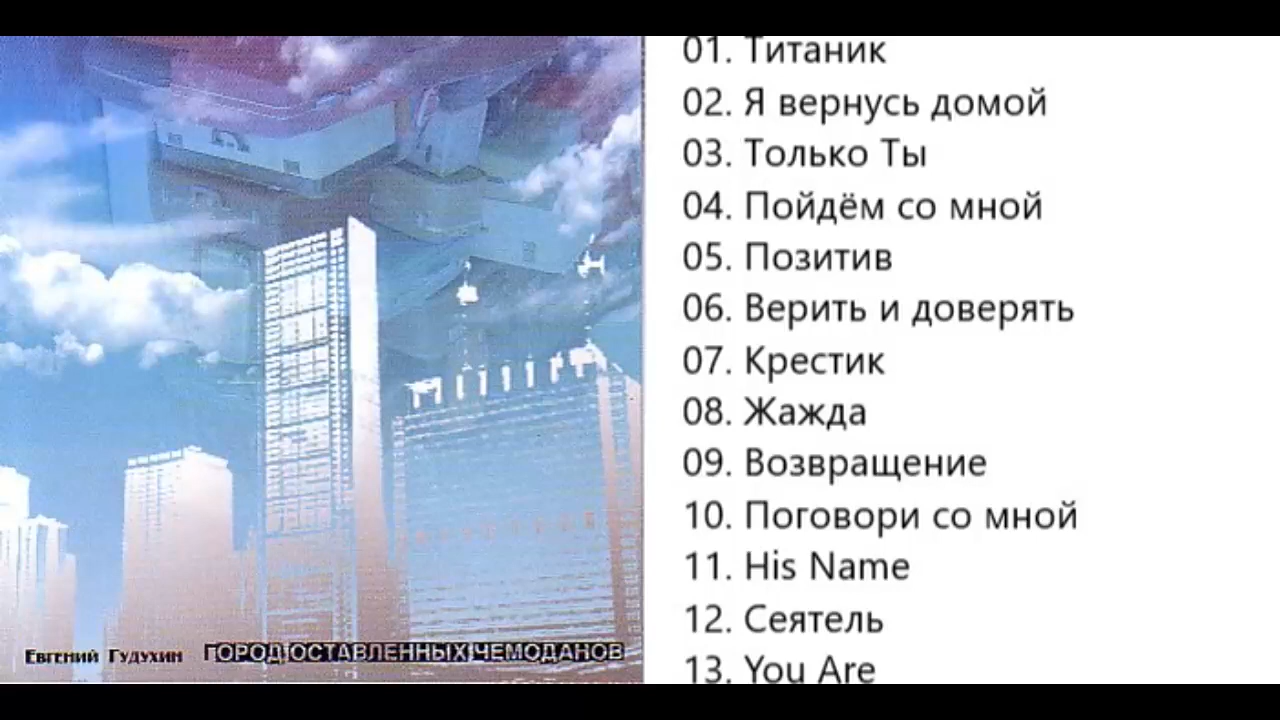 01. Титаник
02. Я вернусь домой
03. Только Ты
04. Пойдём со мной
05. Позитив
06. Верить и доверять
07. Крестик
08. Жажда
09. Возвращение
10. Поговори со мной
11. His Name
12. Сеятель
13. You Are
Евгений Гудухин ГОРОД ОСТАВЛЕННЫХ ЧЕМОДАНОВ